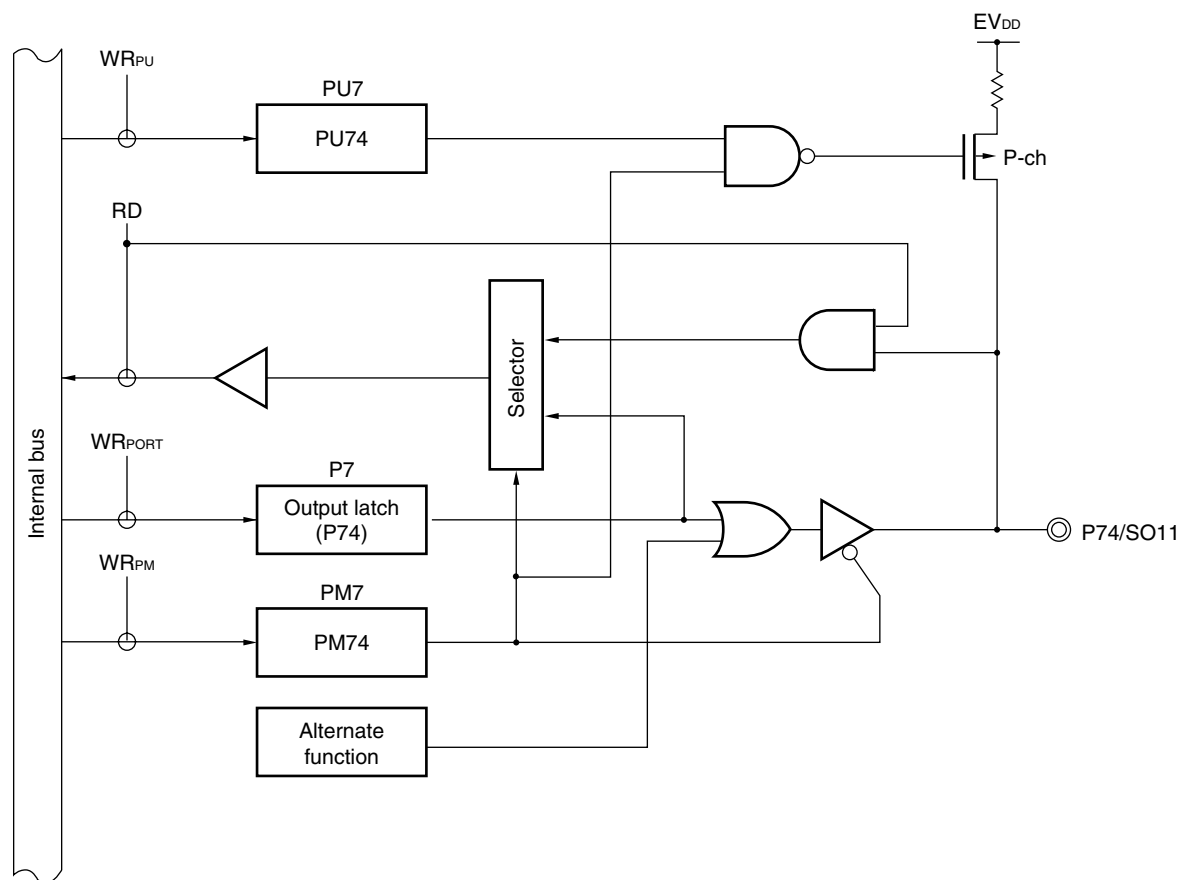 EVDD
WRPU
PU7
PU74
P-ch
RD
Selector
Internal bus
WRPORT
P7
Output latch
(P74)
P74/SO11
WRPM
PM7
PM74
Alternate
function